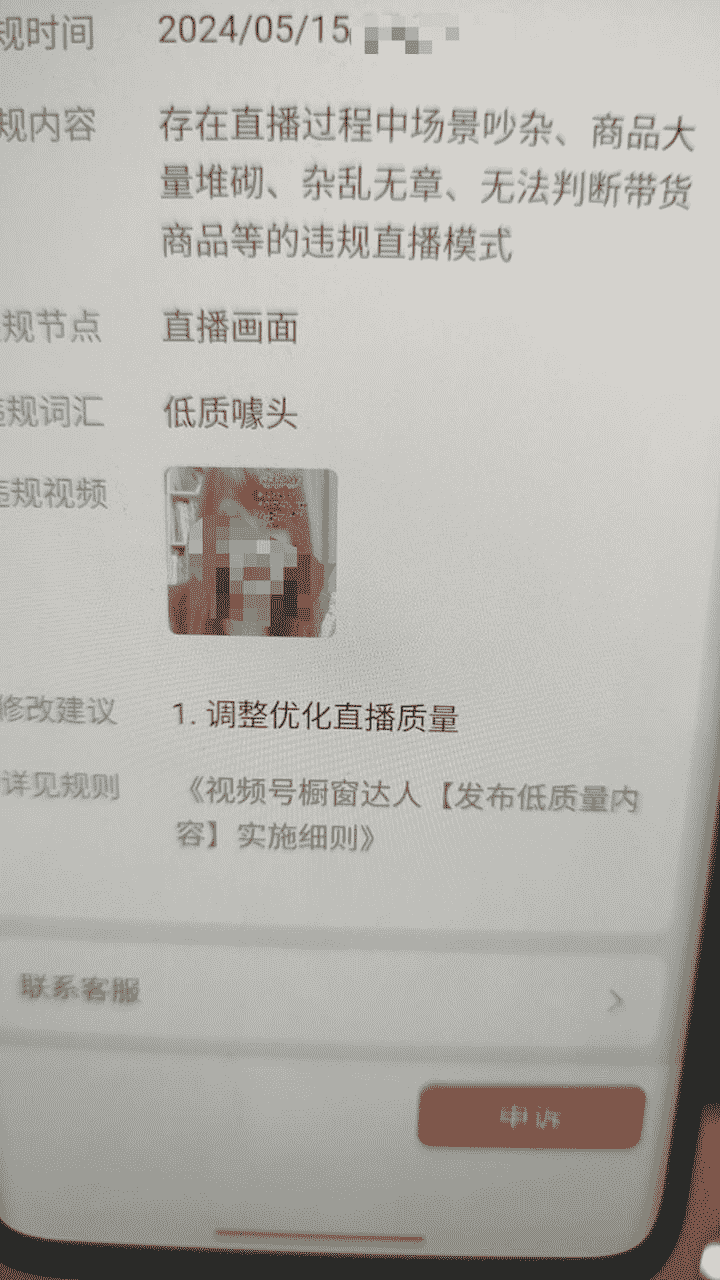 规时间 2024/05/15
规内容 存在直播过程中场景吵杂、商品大
量堆砌、杂乱无章、无法判断带货
商品等的违规直播模式
规节点 直播画面
违规词汇 低质噱头
违规视频
修改建议 1. 调整优化直播质量
详见规则 《视频号橱窗达人【发布低质量内
容】实施细则》
联系客服
申诉